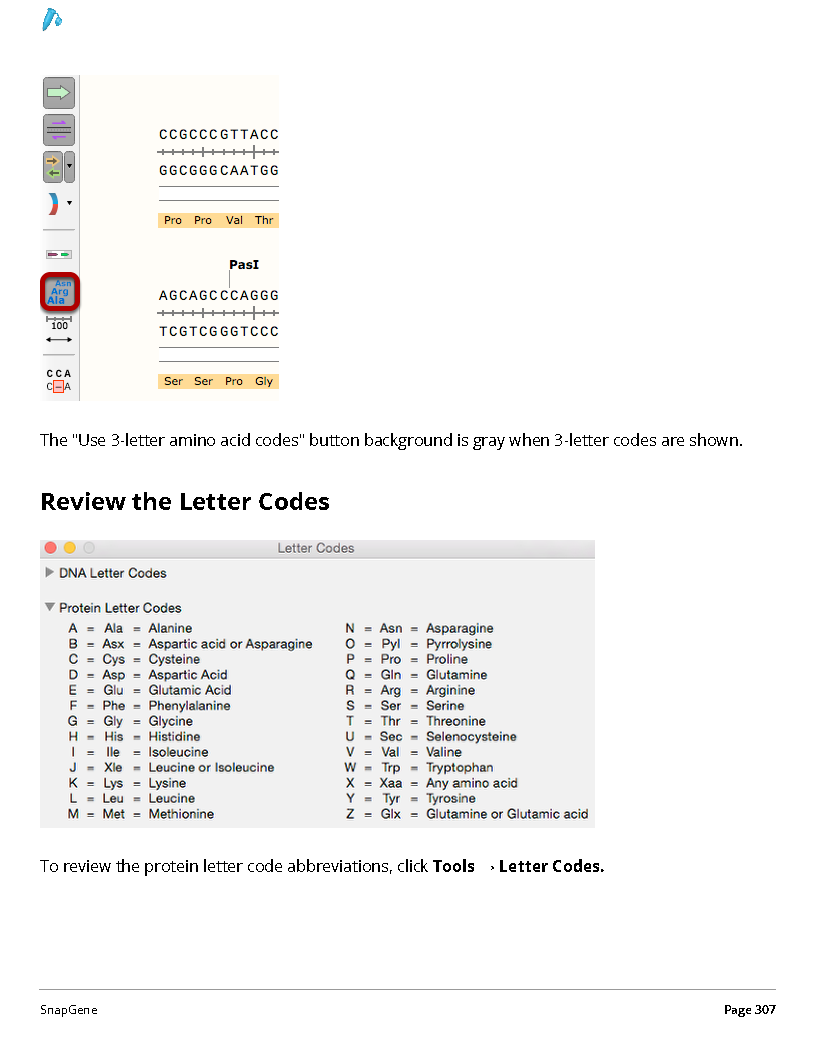 CCGCCCGTTACC
GGCGGGCAATGG
Pro Pro Val Thr
PasI
AGCAGCCCAGGG
TCGTCGGGTCCC
Ser Ser Pro Gly
Asn
Arg
Ala
100
C C A
C – A
The "Use 3-letter amino acid codes" button background is gray when 3-letter codes are shown.
Review the Letter Codes
Letter Codes
DNA Letter Codes
Protein Letter Codes
A = Ala = Alanine
B = Asx = Aspartic acid or Asparagine
C = Cys = Cysteine
D = Asp = Aspartic Acid
E = Glu = Glutamic Acid
F = Phe = Phenylalanine
G = Gly = Glycine
H = His = Histidine
I = Ile = Isoleucine
J = Xle = Leucine or Isoleucine
K = Lys = Lysine
L = Leu = Leucine
M = Met = Methionine
N = Asn = Asparagine
O = Pyl = Pyrrolysine
P = Pro = Proline
Q = Gln = Glutamine
R = Arg = Arginine
S = Ser = Serine
T = Thr = Threonine
U = Sec = Selenocysteine
V = Val = Valine
W = Trp = Tryptophan
X = Xaa = Any amino acid
Y = Tyr = Tyrosine
Z = Glx = Glutamine or Glutamic acid
To review the protein letter code abbreviations, click Tools → Letter Codes.
SnapGene Page 307